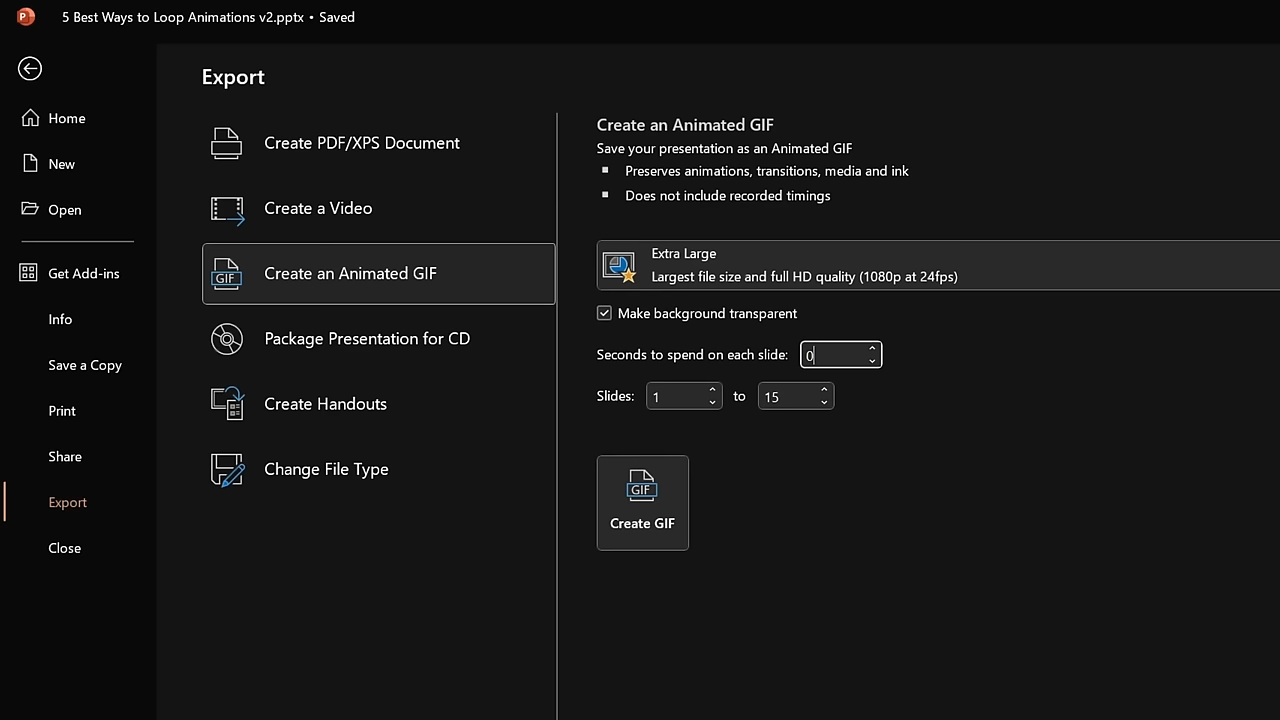 5 Best Ways to Loop Animations v2.pptx • Saved
Home
New
Open
Get Add-ins
Info
Save a Copy
Print
Share
Export
Close
Export
Create PDF/XPS Document
Create a Video
GIF
Create an Animated GIF
Package Presentation for CD
Create Handouts
Change File Type
Create an Animated GIF
Save your presentation as an Animated GIF
Preserves animations, transitions, media and ink
Does not include recorded timings
Extra Large
Largest file size and full HD quality (1080p at 24fps)
Make background transparent
Seconds to spend on each slide: 0
Slides: 1 to 15
GIF
Create GIF